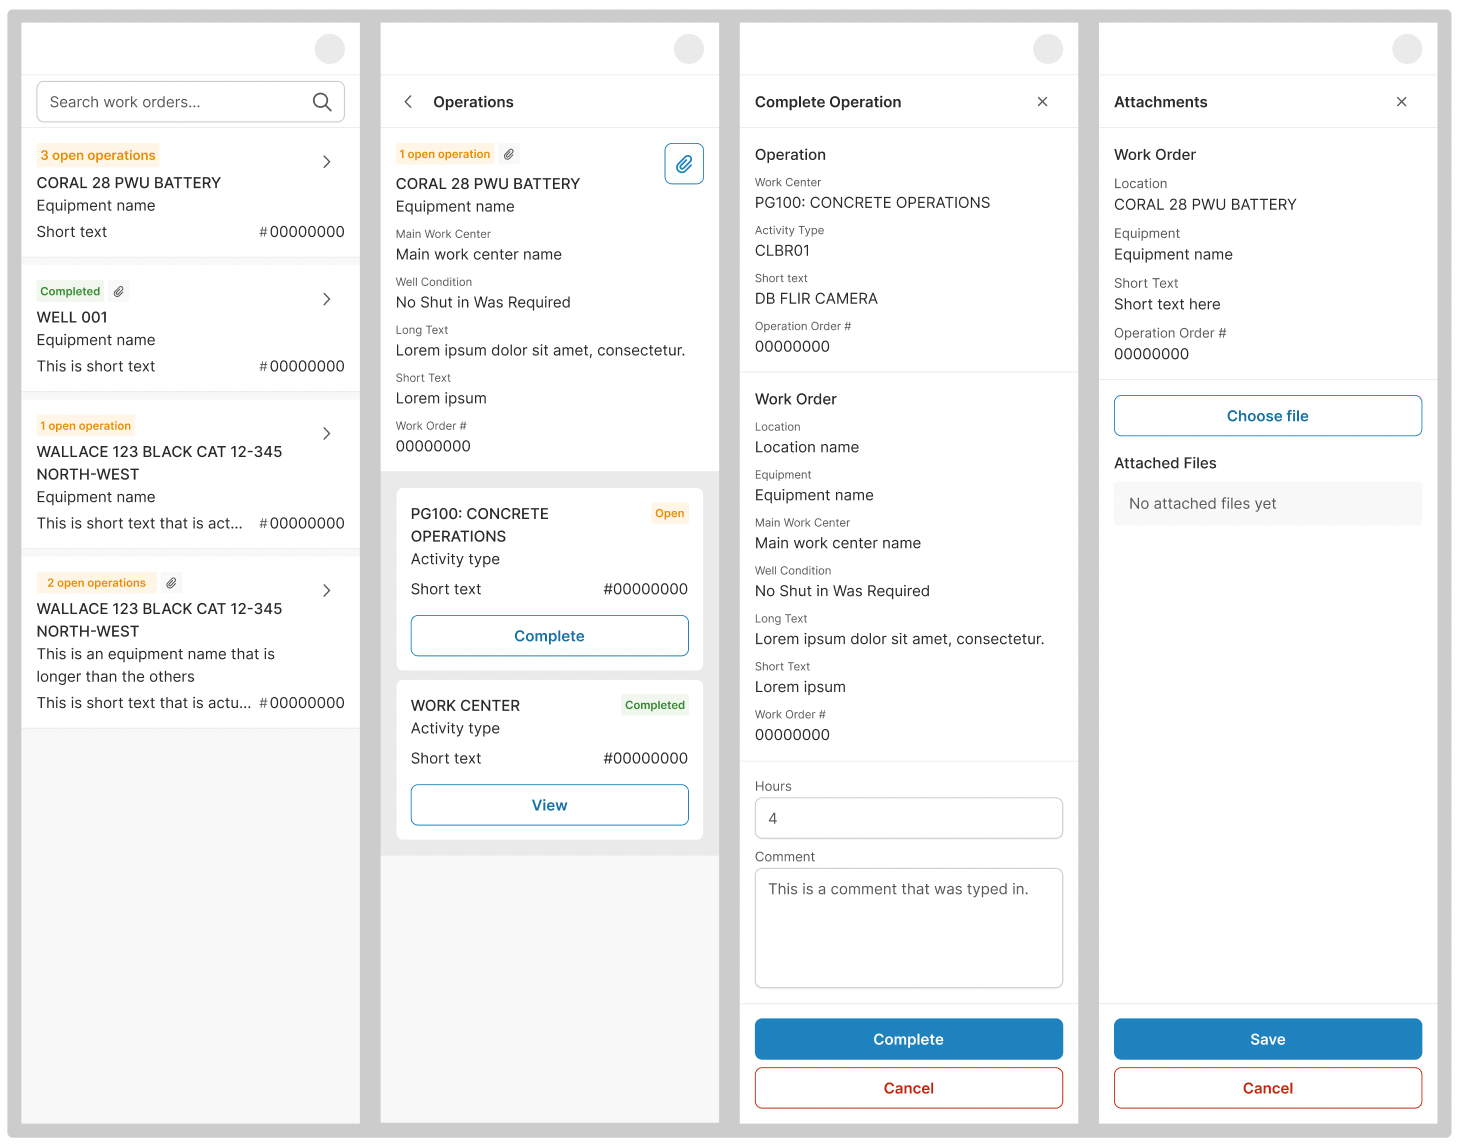 Search work orders...
3 open operations
CORAL 28 PWU BATTERY
Equipment name
Short text #00000000
Completed
WELL 001
Equipment name
This is short text #00000000
1 open operation
WALLACE 123 BLACK CAT 12-345
NORTH-WEST
Equipment name
This is short text that is act... #00000000
2 open operations
WALLACE 123 BLACK CAT 12-345
NORTH-WEST
This is an equipment name that is
longer than the others
This is short text that is actu... #00000000
Operations
1 open operation
CORAL 28 PWU BATTERY
Equipment name
Main Work Center
Main work center name
Well Condition
No Shut in Was Required
Long Text
Lorem ipsum dolor sit amet, consectetur.
Short Text
Lorem ipsum
Work Order #
00000000
PG100: CONCRETE Open
OPERATIONS
Activity type
Short text #00000000
Complete
WORK CENTER Completed
Activity type
Short text #00000000
View
Complete Operation
Operation
Work Center
PG100: CONCRETE OPERATIONS
Activity Type
CLBR01
Short text
DB FLIR CAMERA
Operation Order #
00000000
Work Order
Location
Location name
Equipment
Equipment name
Main Work Center
Main work center name
Well Condition
No Shut in Was Required
Long Text
Lorem ipsum dolor sit amet, consectetur.
Short Text
Lorem ipsum
Work Order #
00000000
Hours
4
Comment
This is a comment that was typed in.
Complete
Cancel
Attachments
Work Order
Location
CORAL 28 PWU BATTERY
Equipment
Equipment name
Short Text
Short text here
Operation Order #
00000000
Choose file
Attached Files
No attached files yet
Save
Cancel